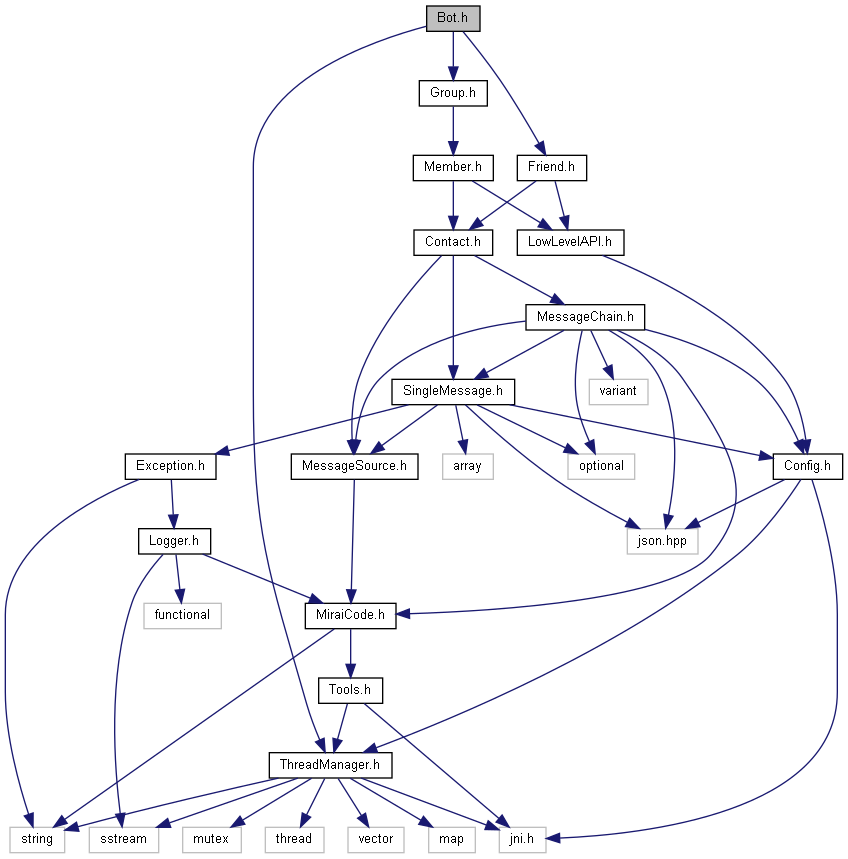 Bot.h
Group.h
Member.h
Friend.h
Contact.h
LowLevelAPI.h
MessageChain.h
SingleMessage.h
variant
Exception.h
MessageSource.h
array
optional
Config.h
Logger.h
json.hpp
functional
MiraiCode.h
Tools.h
ThreadManager.h
string
sstream
mutex
thread
vector
map
jni.h